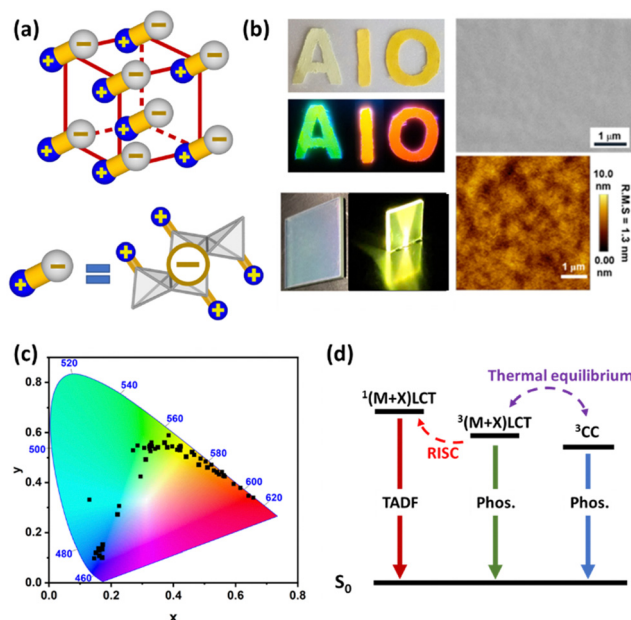 (a)
(b)
AIO
AIO
1 µm
10.0
nm
0.00
nm
R.M.S = 1.3 nm
1 µm
(c)
0.8
0.6
0.4
0.2
0.0
y
520
540
560
580
600
620
500
480
460
0.0 0.2 0.4 0.6 0.8
x
(d)
Thermal equilibrium
¹(M+X)LCT
³(M+X)LCT
³CC
RISC
TADF
Phos.
Phos.
S₀